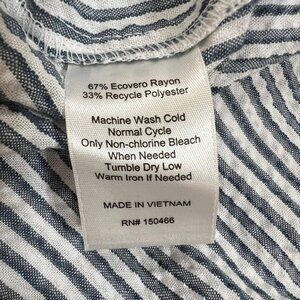 67% Ecovero Rayon
33% Recycle Polyester
Machine Wash Cold
Normal Cycle
Only Non-chlorine Bleach
When Needed
Tumble Dry Low
Warm Iron If Needed
MADE IN VIETNAM
RN# 150466